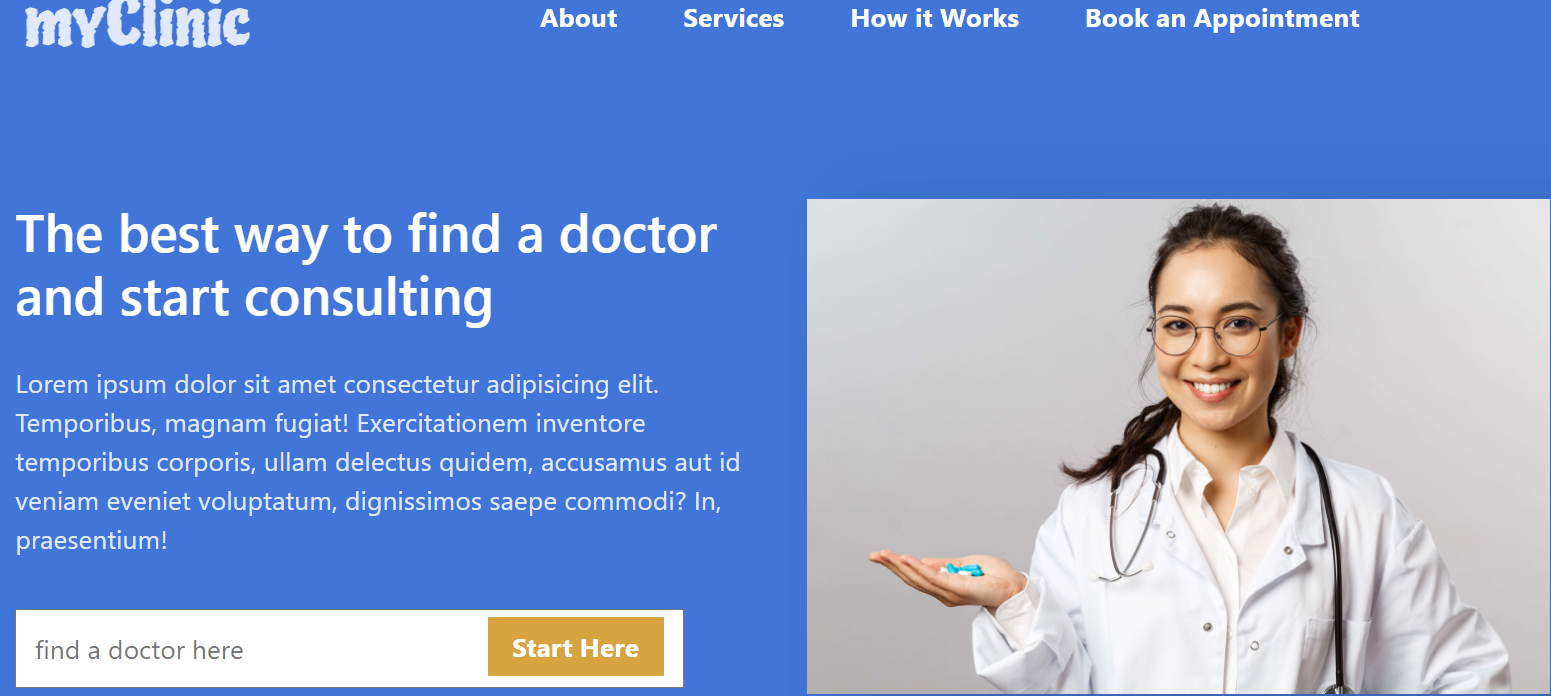 myClinic
About Services How it Works Book an Appointment
The best way to find a doctor
and start consulting
Lorem ipsum dolor sit amet consectetur adipisicing elit.
Temporibus, magnam fugiat! Exercitationem inventore
temporibus corporis, ullam delectus quidem, accusamus aut id
veniam eveniet voluptatum, dignissimos saepe commodi? In,
praesentium!
find a doctor here
Start Here